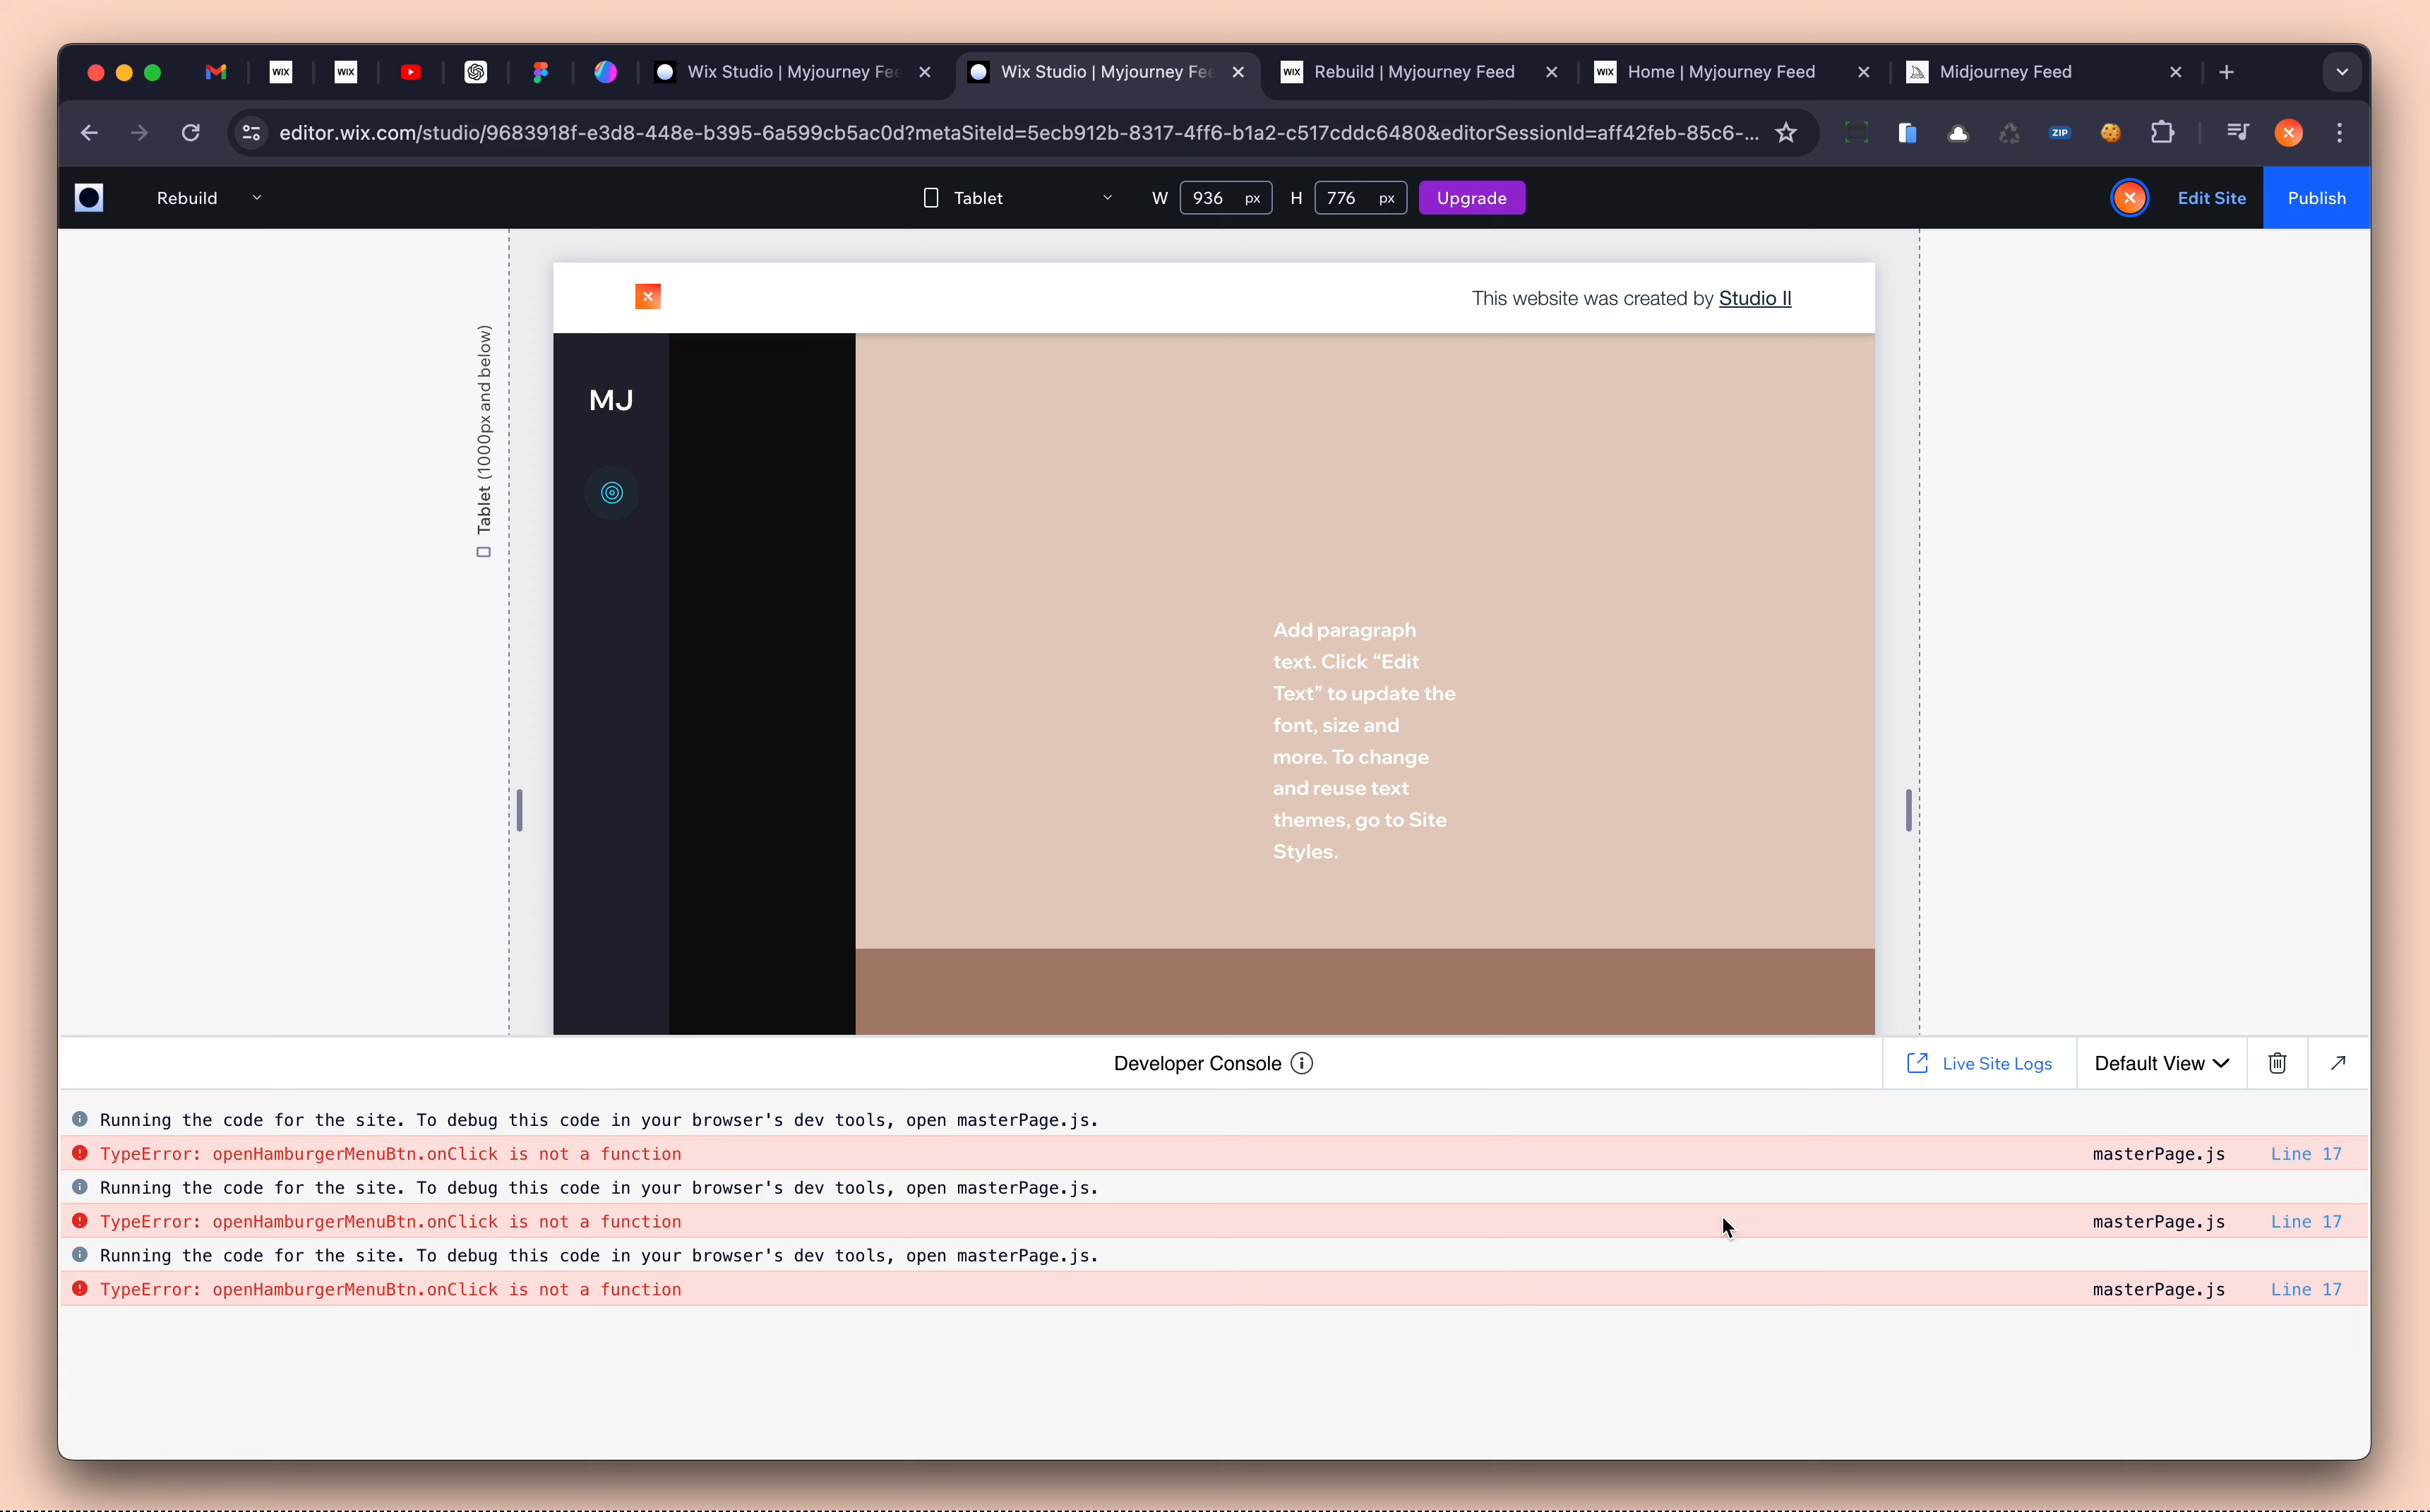 WIX
WIX
Wix Studio | Myjourney Fee
Wix Studio | Myjourney Fee
WIX
Rebuild | Myjourney Feed
WIX
Home | Myjourney Feed
Midjourney Feed
editor.wix.com/studio/9683918f-e3d8-448e-b395-6a599cb5ac0d?metaSiteId=5ecb912b-8317-4ff6-b1a2-c517cddc6480&editorSessionId=aff42feb-85c6-...
ZIP
Rebuild
Tablet
W 936 px H 776 px
Upgrade
Edit Site
Publish
Tablet (1000px and below)
This website was created by Studio II
MJ
Add paragraph
text. Click “Edit
Text” to update the
font, size and
more. To change
and reuse text
themes, go to Site
Styles.
Developer Console
Live Site Logs
Default View
Running the code for the site. To debug this code in your browser's dev tools, open masterPage.js.
TypeError: openHamburgerMenuBtn.onClick is not a function masterPage.js Line 17
Running the code for the site. To debug this code in your browser's dev tools, open masterPage.js.
TypeError: openHamburgerMenuBtn.onClick is not a function masterPage.js Line 17
Running the code for the site. To debug this code in your browser's dev tools, open masterPage.js.
TypeError: openHamburgerMenuBtn.onClick is not a function masterPage.js Line 17